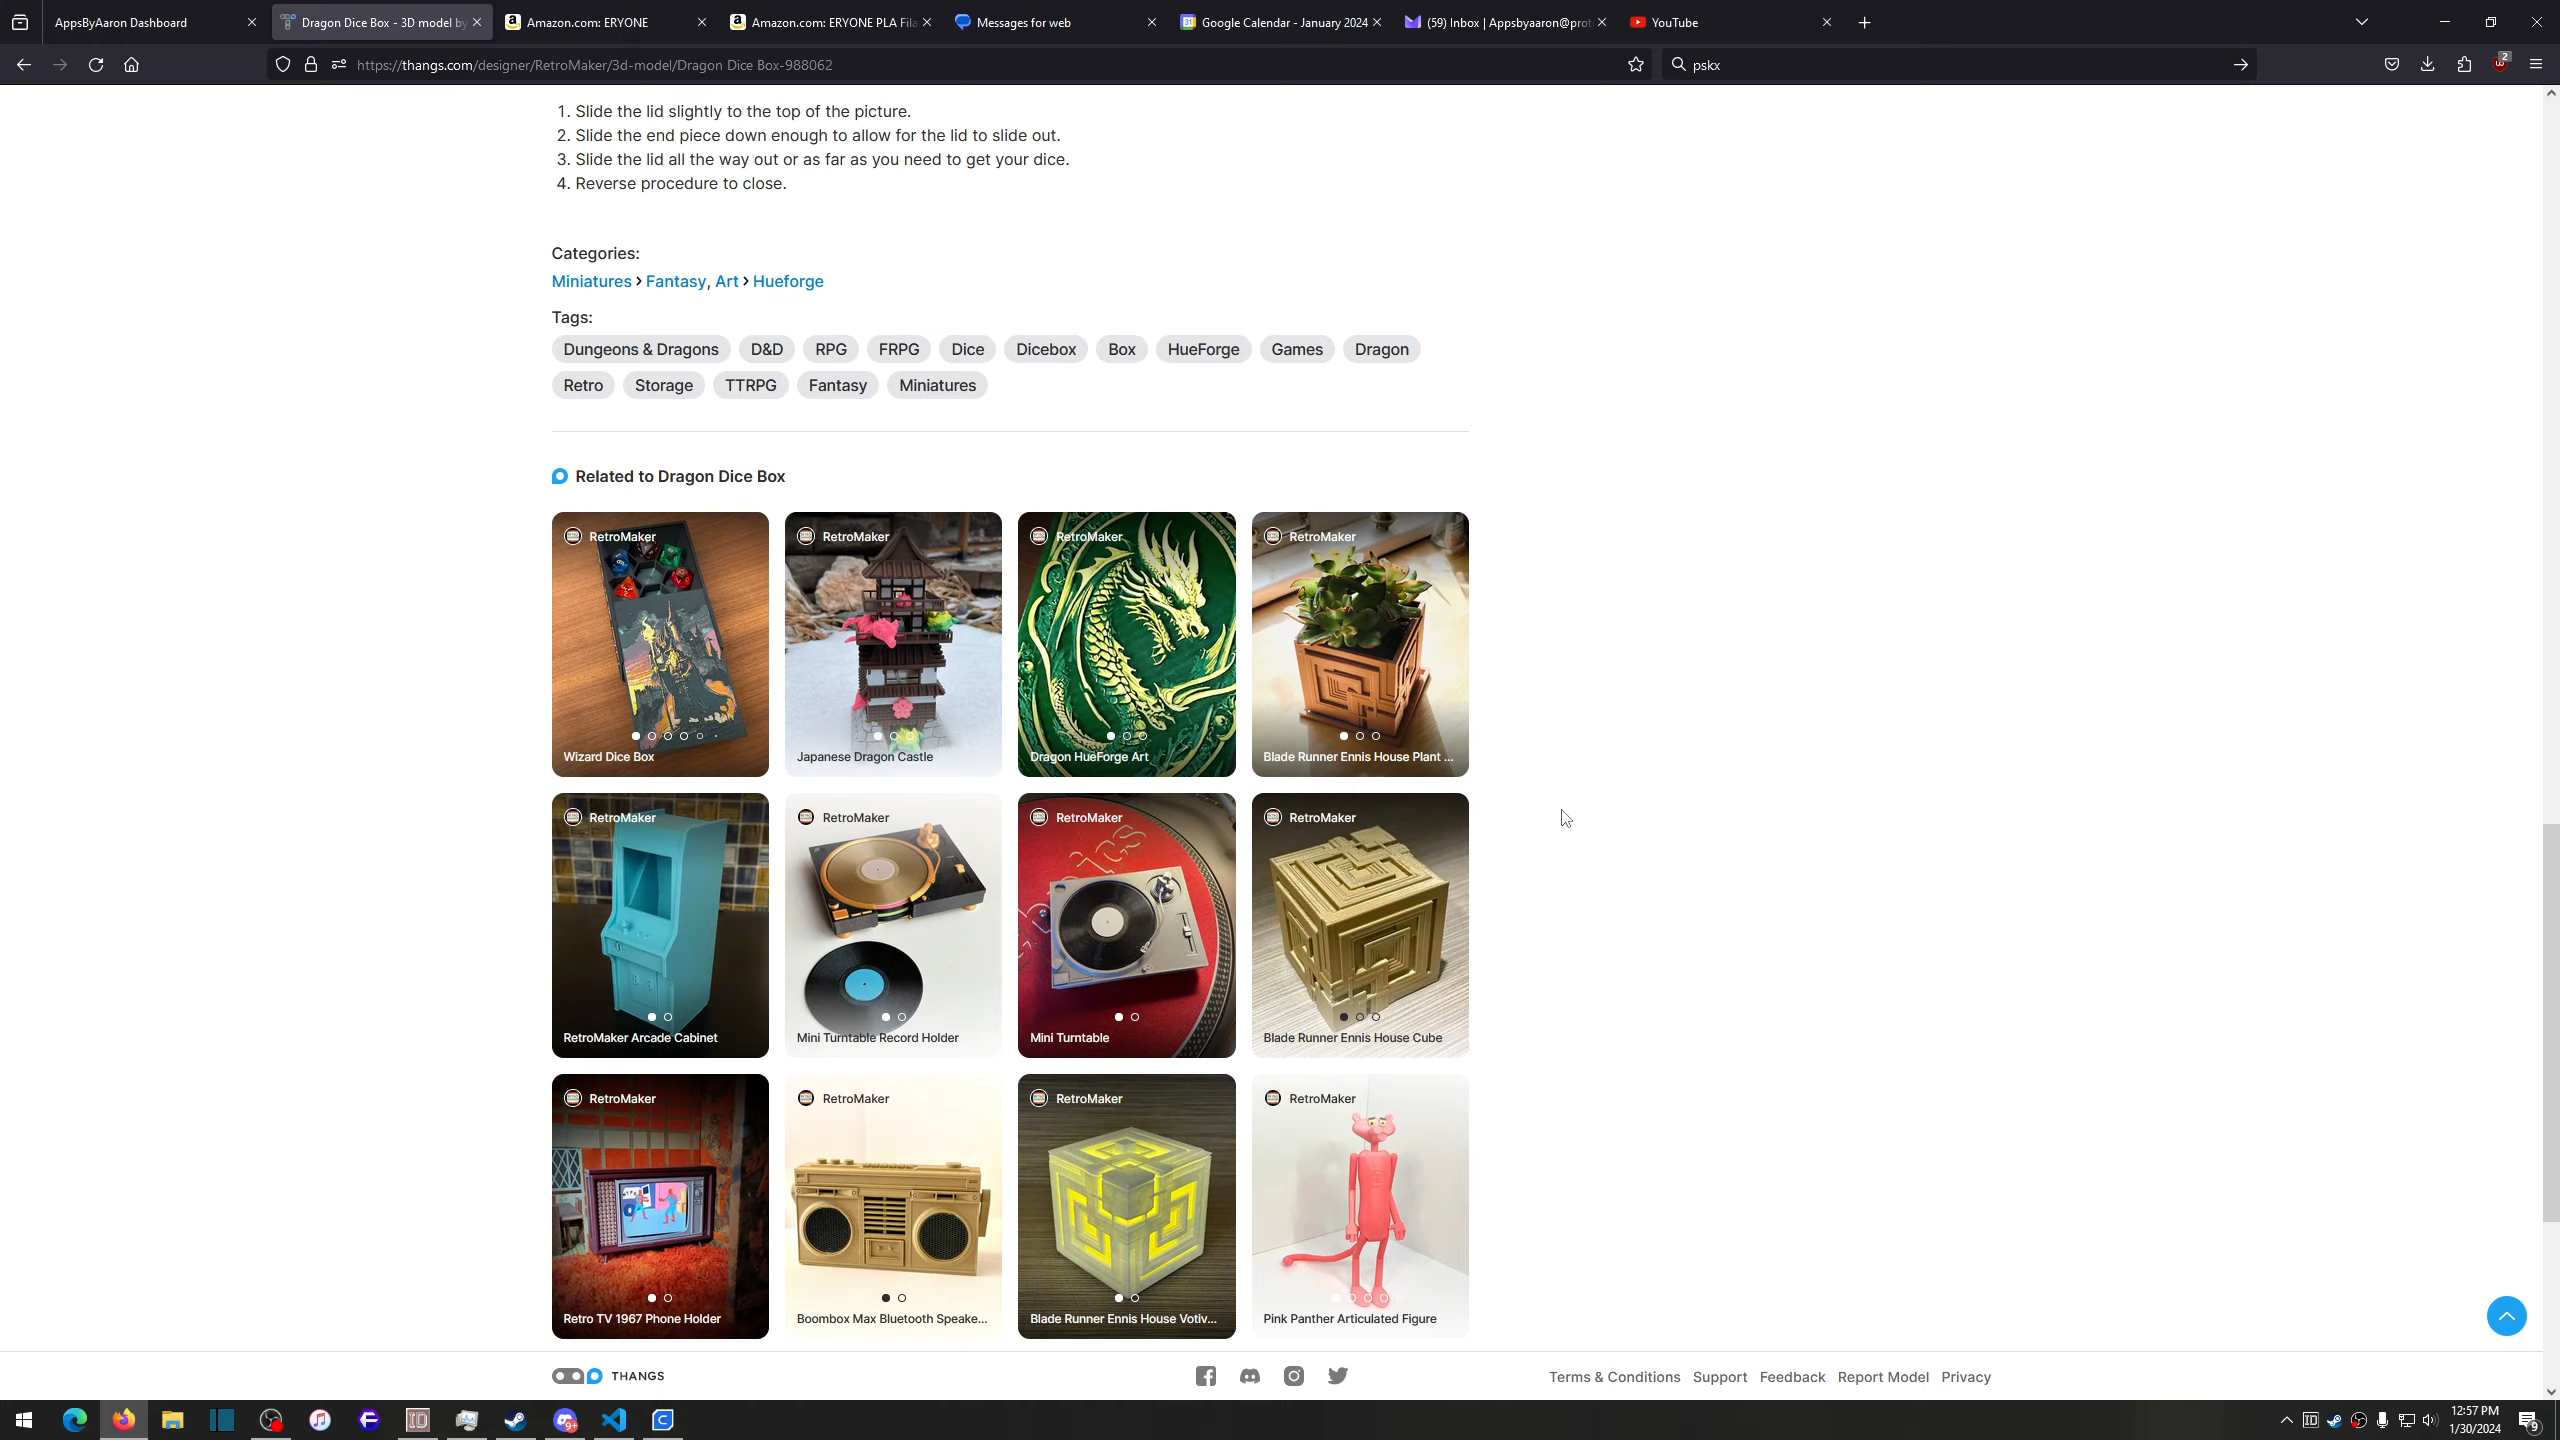 AppsByAaron Dashboard
Dragon Dice Box - 3D model by
Amazon.com: ERYONE
Amazon.com: ERYONE PLA Fila
Messages for web
Google Calendar - January 2024
(59) Inbox | Appsbyaaron@prot
YouTube
https://thangs.com/designer/RetroMaker/3d-model/Dragon Dice Box-988062
pskx
2
1. Slide the lid slightly to the top of the picture.
2. Slide the end piece down enough to allow for the lid to slide out.
3. Slide the lid all the way out or as far as you need to get your dice.
4. Reverse procedure to close.
Categories:
Miniatures › Fantasy, Art › Hueforge
Tags:
Dungeons & Dragons D&D RPG FRPG Dice Dicebox Box HueForge Games Dragon
Retro Storage TTRPG Fantasy Miniatures
Related to Dragon Dice Box
RetroMaker RetroMaker RetroMaker RetroMaker
Wizard Dice Box Japanese Dragon Castle Dragon HueForge Art Blade Runner Ennis House Plant ...
RetroMaker RetroMaker RetroMaker RetroMaker
RetroMaker Arcade Cabinet Mini Turntable Record Holder Mini Turntable Blade Runner Ennis House Cube
RetroMaker RetroMaker RetroMaker RetroMaker
Retro TV 1967 Phone Holder Boombox Max Bluetooth Speake... Blade Runner Ennis House Votiv... Pink Panther Articulated Figure
THANGS
Terms & Conditions Support Feedback Report Model Privacy
12:57 PM
1/30/2024
9+
9